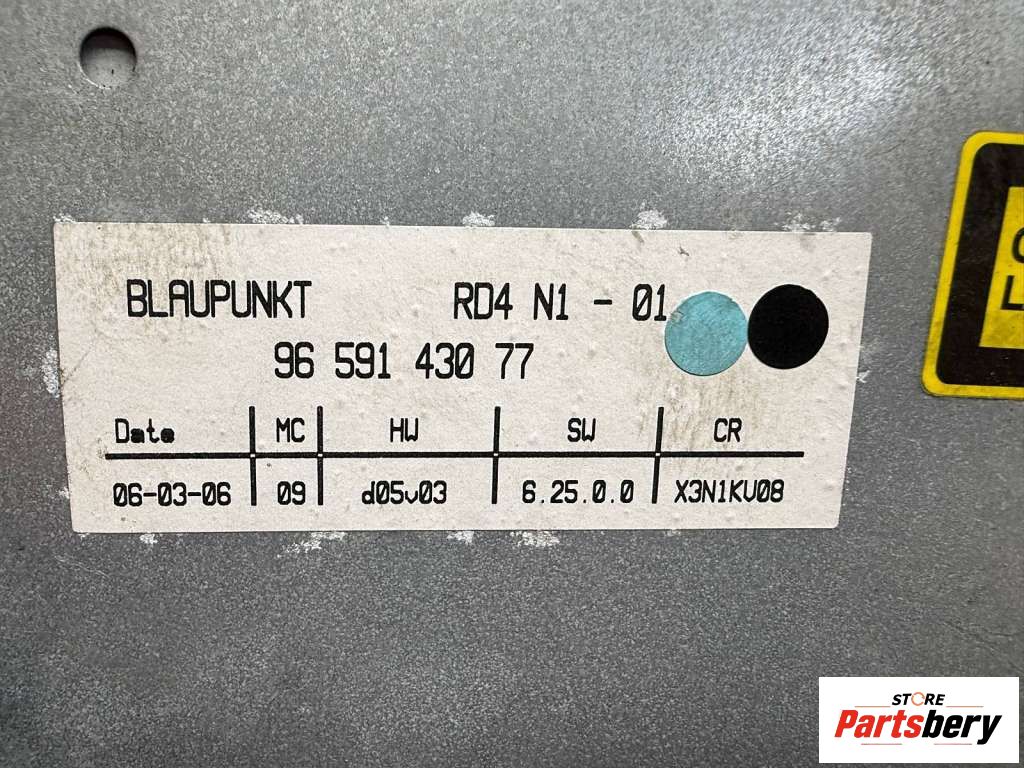 BLAUPUNKT RD4 N1 - 01
96 591 430 77
Date MC HW SW CR
06-03-06 09 d05v03 6.25.0.0 X3N1KV08
STORE
Partsbery